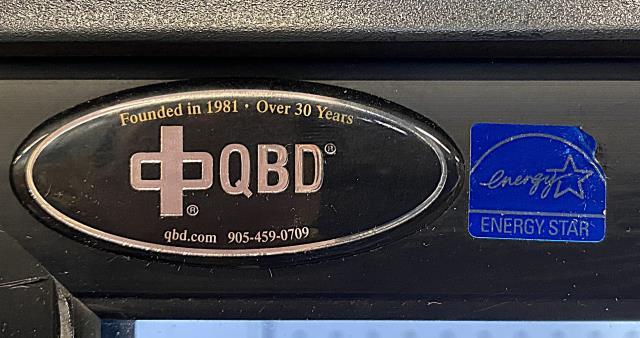 Founded in 1981 · Over 30 Years
QBD®
®
qbd.com 905-459-0709
energy
ENERGY STAR